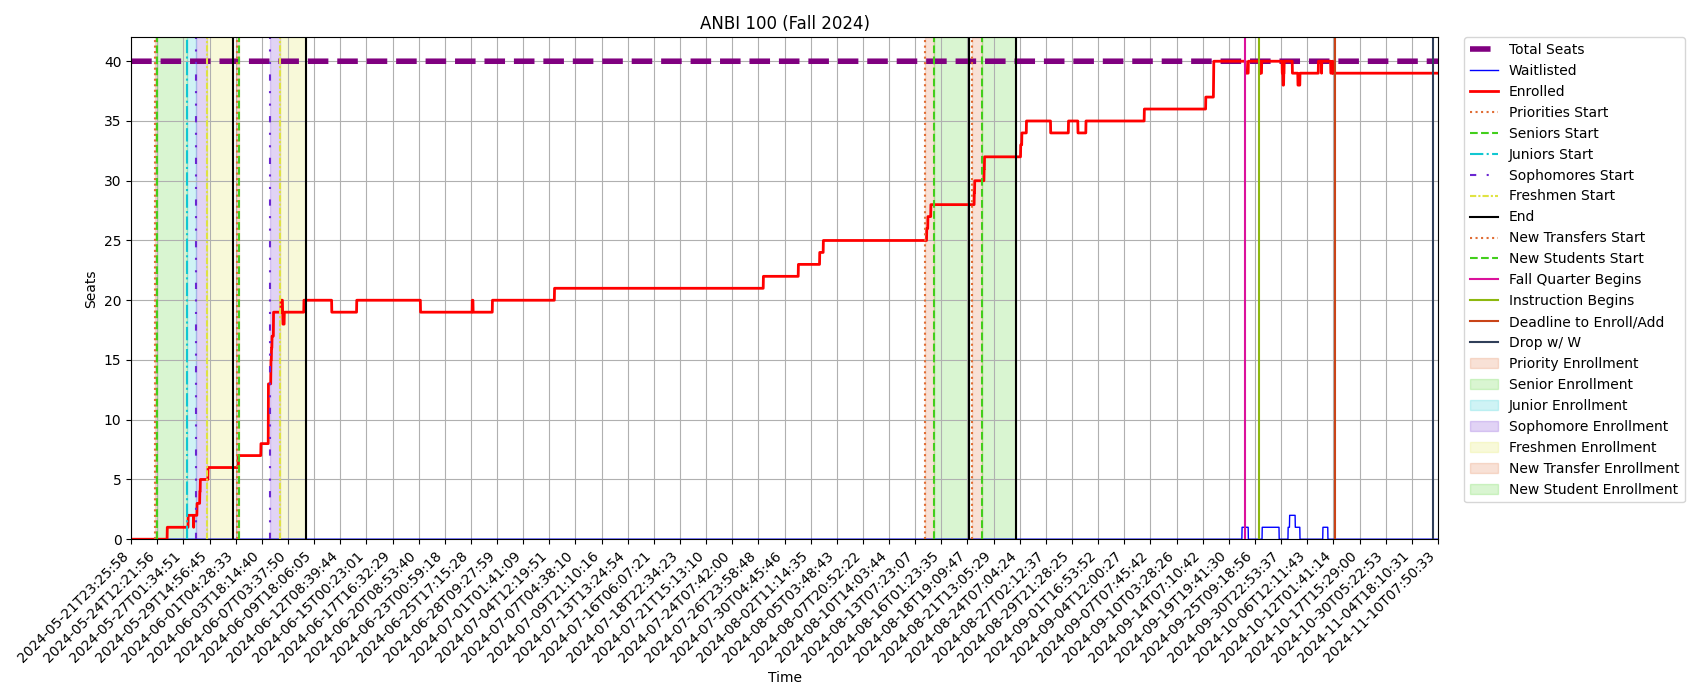 ANBI 100 (Fall 2024)
Seats
40
35
30
25
20
15
10
5
0
2024-05-21T23:25:58
2024-05-24T12:21:56
2024-05-27T01:34:51
2024-05-29T14:56:45
2024-06-01T04:28:33
2024-06-03T18:14:40
2024-06-07T03:37:50
2024-06-09T18:06:05
2024-06-12T08:39:44
2024-06-15T00:23:01
2024-06-17T16:32:29
2024-06-20T08:53:40
2024-06-23T00:59:18
2024-06-25T17:15:28
2024-06-28T09:27:59
2024-07-01T01:41:09
2024-07-04T12:19:51
2024-07-07T04:38:10
2024-07-09T21:10:16
2024-07-13T13:24:54
2024-07-16T06:07:21
2024-07-18T22:34:23
2024-07-21T15:13:10
2024-07-24T07:42:00
2024-07-26T23:58:48
2024-07-30T04:45:46
2024-08-02T11:14:35
2024-08-05T03:48:43
2024-08-07T20:52:22
2024-08-10T14:03:44
2024-08-13T07:23:07
2024-08-16T01:23:35
2024-08-18T19:09:47
2024-08-21T13:05:29
2024-08-24T07:04:24
2024-08-27T02:12:37
2024-08-29T21:28:25
2024-09-01T16:53:52
2024-09-04T12:00:27
2024-09-07T07:45:42
2024-09-10T03:28:26
2024-09-14T07:10:42
2024-09-19T19:41:30
2024-09-25T09:18:56
2024-09-30T22:53:37
2024-10-06T12:11:43
2024-10-12T01:41:14
2024-10-17T15:29:00
2024-10-30T05:22:53
2024-11-04T18:10:31
2024-11-10T07:50:33
Time
Total Seats
Waitlisted
Enrolled
Priorities Start
Seniors Start
Juniors Start
Sophomores Start
Freshmen Start
End
New Transfers Start
New Students Start
Fall Quarter Begins
Instruction Begins
Deadline to Enroll/Add
Drop w/ W
Priority Enrollment
Senior Enrollment
Junior Enrollment
Sophomore Enrollment
Freshmen Enrollment
New Transfer Enrollment
New Student Enrollment